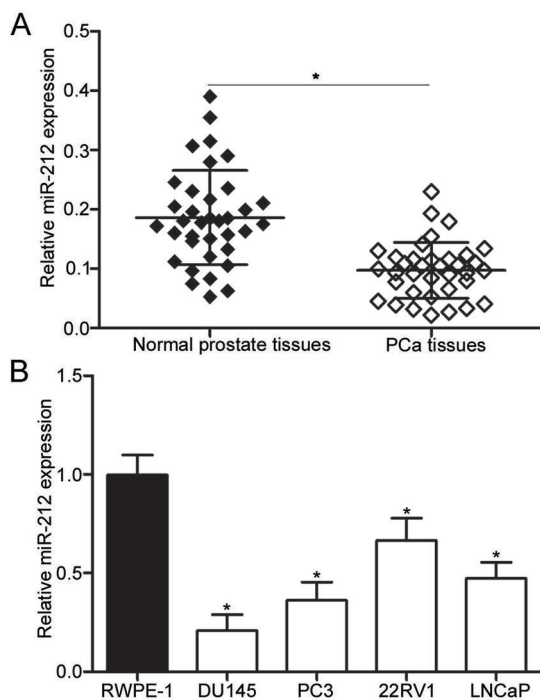 A
Relative miR-212 expression
0.5
0.4
0.3
0.2
0.1
0.0
*
Normal prostate tissues PCa tissues
B
Relative miR-212 expression
1.5
1.0
0.5
0.0
* * * *
RWPE-1 DU145 PC3 22RV1 LNCaP